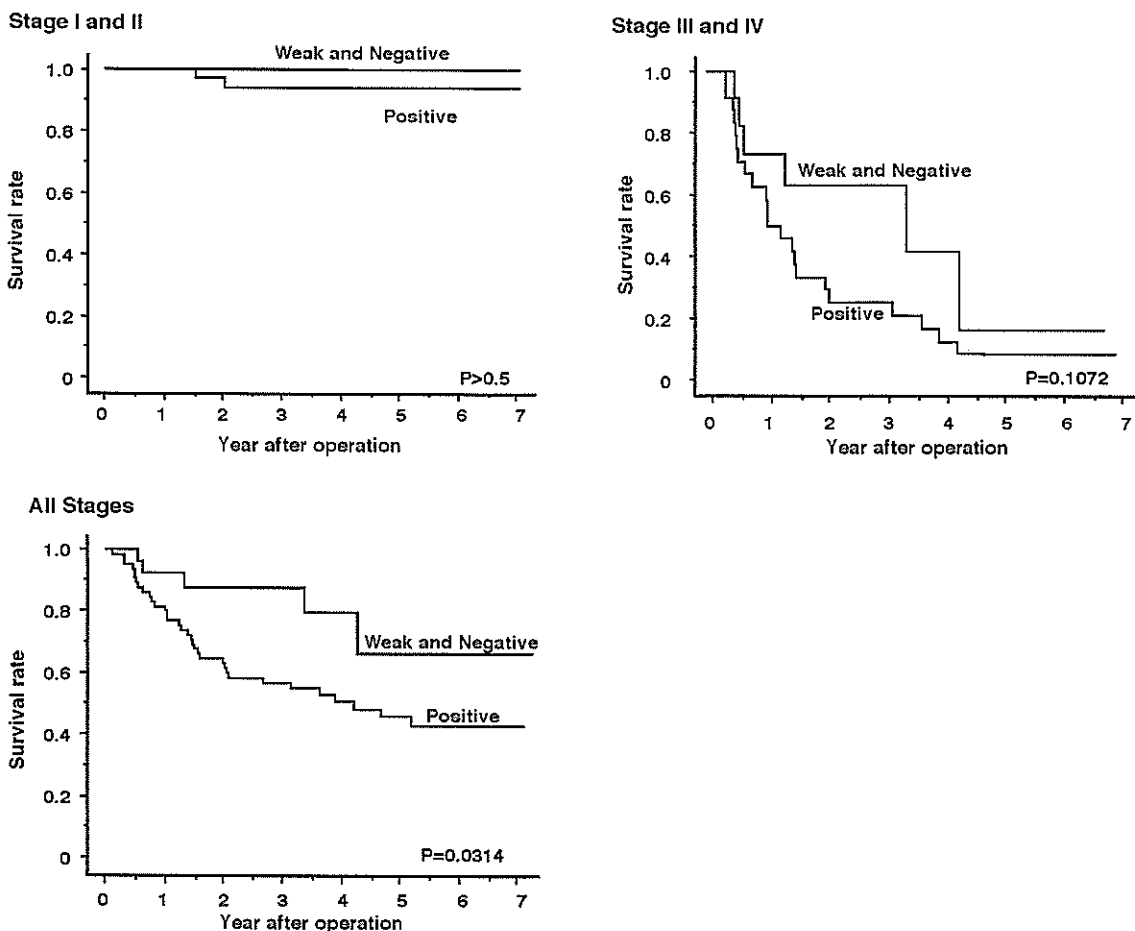 Stage I and II
Weak and Negative
1.0
0.8
0.6
0.4
0.2
0
Positive
Survival rate
P>0.5
0 1 2 3 4 5 6 7
Year after operation
Stage III and IV
1.0
0.8
0.6
0.4
0.2
0
Weak and Negative
Survival rate
Positive
P=0.1072
0 1 2 3 4 5 6 7
Year after operation
All Stages
1.0
0.8
0.6
0.4
0.2
0
Weak and Negative
Survival rate
Positive
P=0.0314
0 1 2 3 4 5 6 7
Year after operation